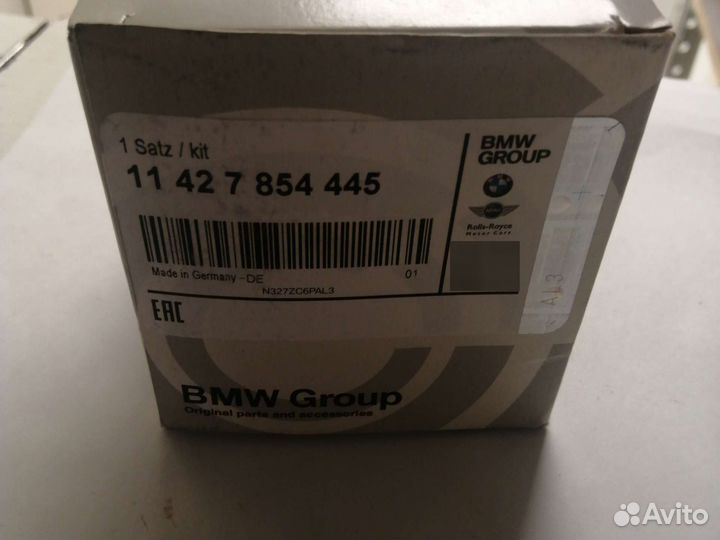 1 Satz / kit
11 42 7 854 445
Made in Germany - DE
01
N327ZC6PAL3
EAC
BMW
GROUP
Rolls-Royce
Motor Cars
AL3
BMW Group
Original parts and accessories
Avito